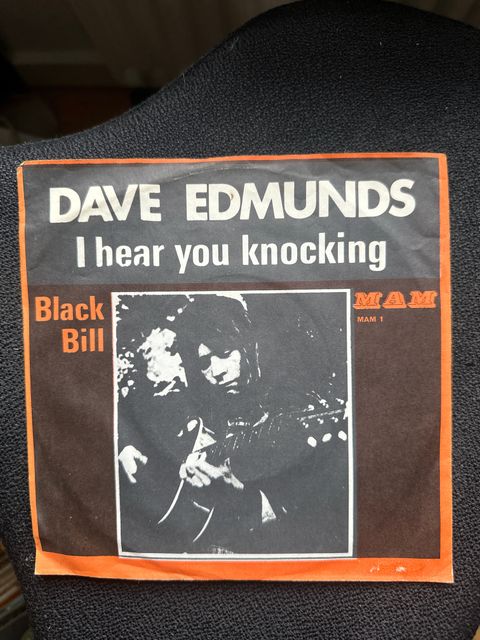 DAVE EDMUNDS
I hear you knocking
Black
Bill
MAM
MAM 1